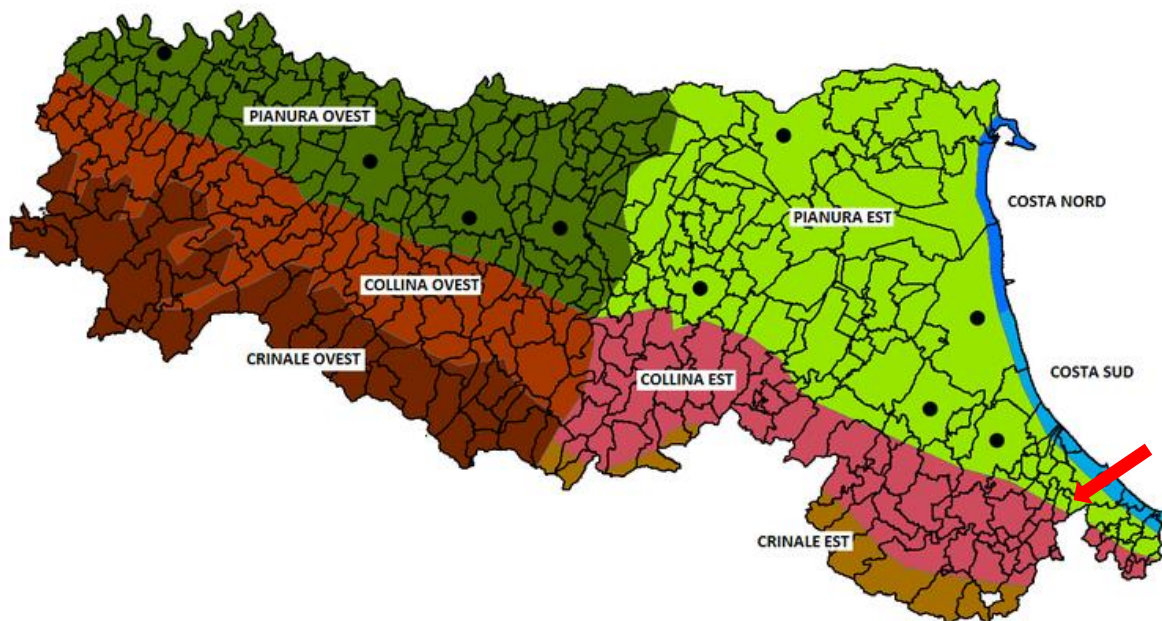 PIANURA OVEST
COSTA NORD
PIANURA EST
COLLINA OVEST
CRINALE OVEST
COLLINA EST
COSTA SUD
CRINALE EST